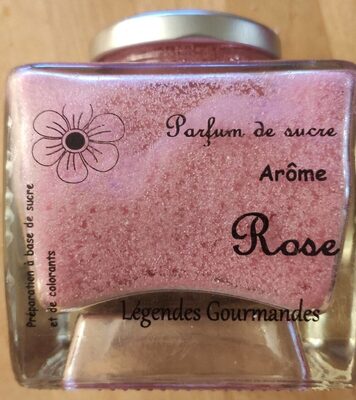 Parfum de sucre
Arôme
Rose
Légendes Gourmandes
Préparation à base de sucre
et de colorants